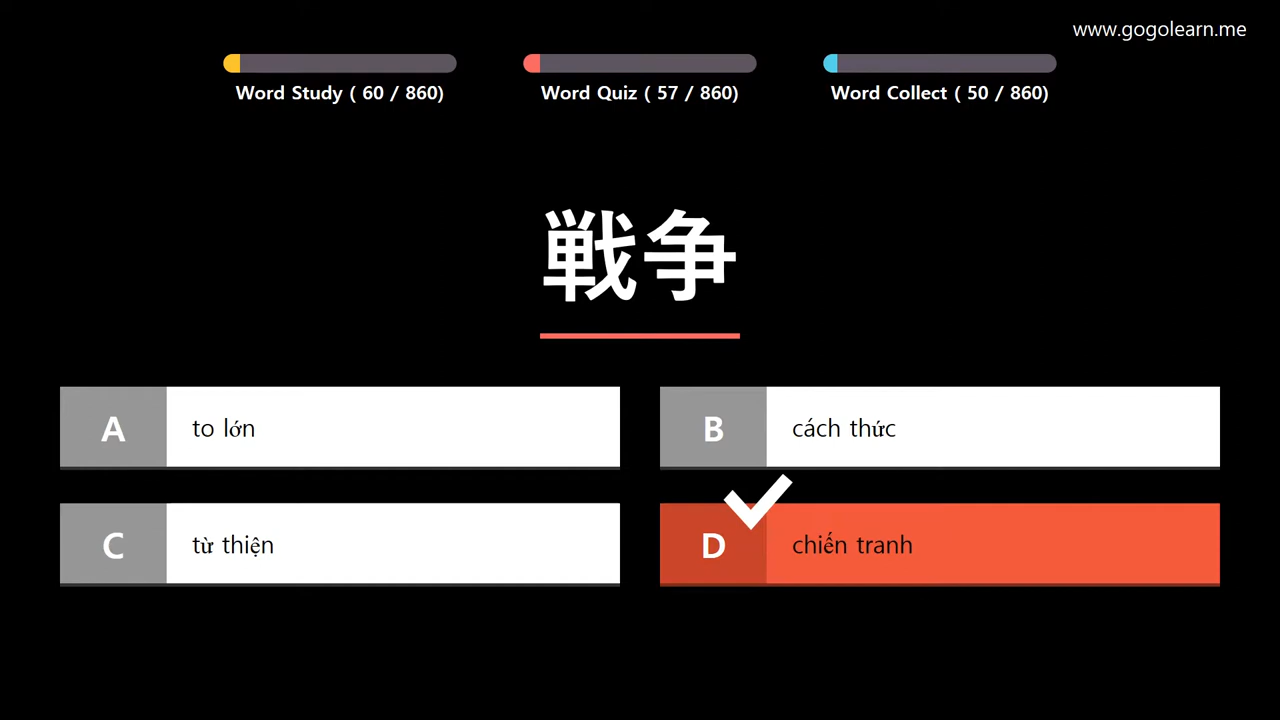 www.gogolearn.me
Word Study ( 60 / 860)
Word Quiz ( 57 / 860)
Word Collect ( 50 / 860)
戦争
A to lớn
B cách thức
C từ thiện
D chiến tranh